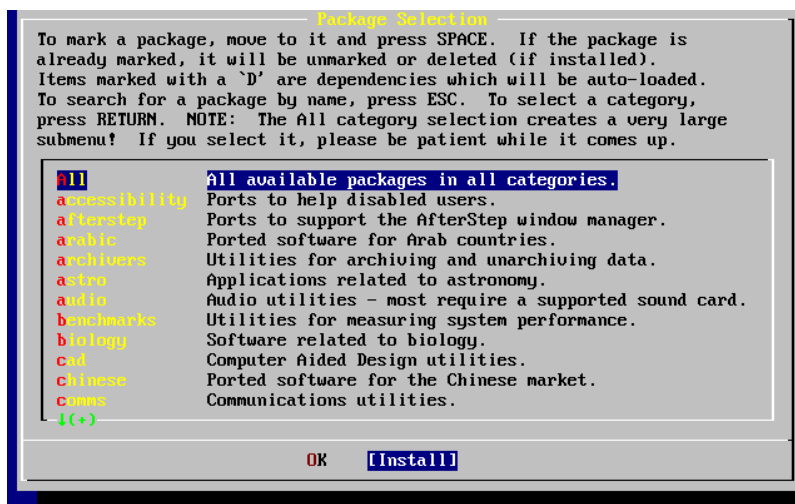 Package Selection
To mark a package, move to it and press SPACE.  If the package is
already marked, it will be unmarked or deleted (if installed).
Items marked with a `D' are dependencies which will be auto-loaded.
To search for a package by name, press ESC.  To select a category,
press RETURN.  NOTE:  The All category selection creates a very large
submenu!  If you select it, please be patient while it comes up.
All All available packages in all categories.
accessibility Ports to help disabled users.
afterstep Ports to support the AfterStep window manager.
arabic Ported software for Arab countries.
archivers Utilities for archiving and unarchiving data.
astro Applications related to astronomy.
audio Audio utilities - most require a supported sound card.
benchmarks Utilities for measuring system performance.
biology Software related to biology.
cad Computer Aided Design utilities.
chinese Ported software for the Chinese market.
comms Communications utilities.
↓(+)
OK [Install]